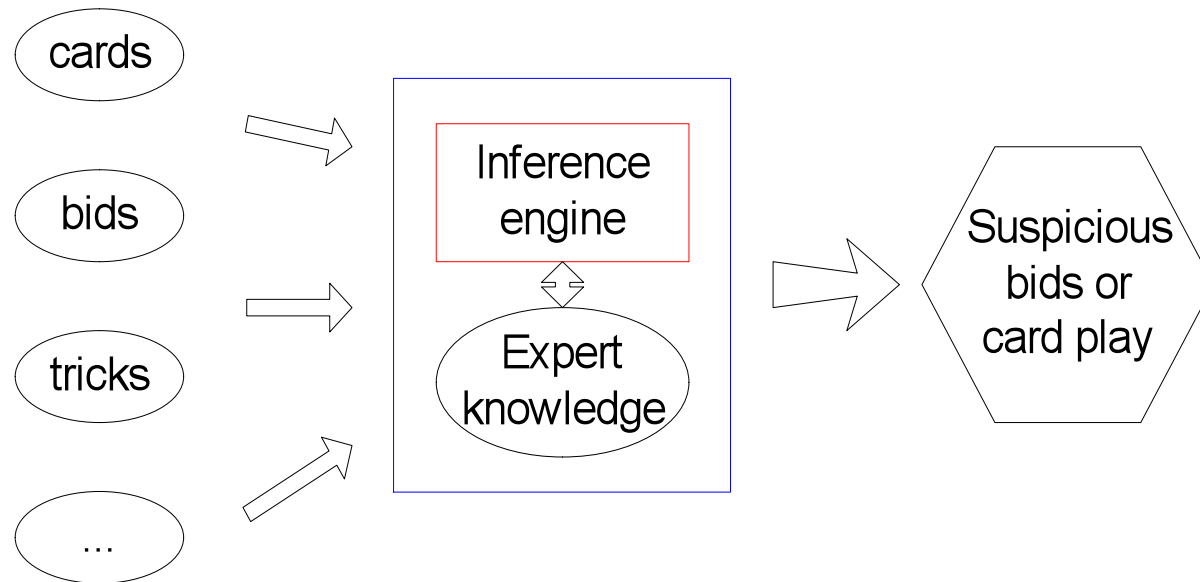 cards
bids
tricks
...
Inference
engine
Expert
knowledge
Suspicious
bids or
card play